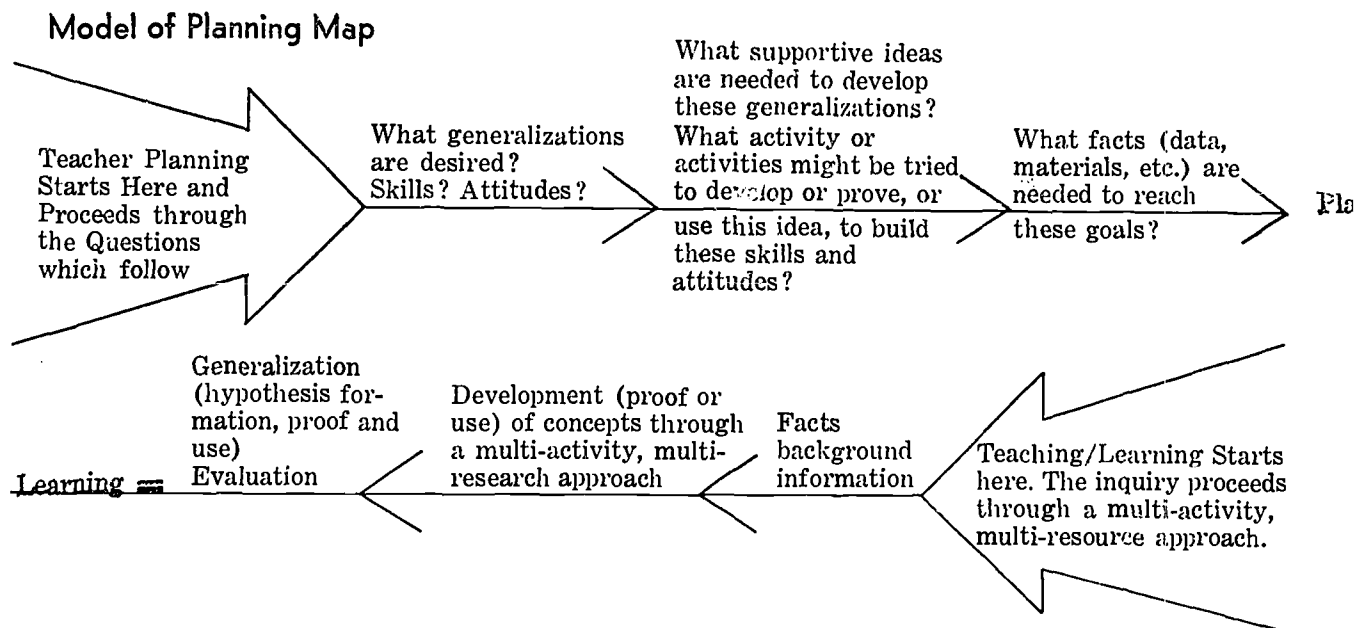 Model of Planning Map
Teacher Planning
Starts Here and
Proceeds through
the Questions
which follow
What generalizations
are desired?
Skills? Attitudes?
What supportive ideas
are needed to develop
these generalizations?
What activity or
activities might be tried
to develop or prove, or
use this idea, to build
these skills and
attitudes?
What facts (data,
materials, etc.) are
needed to reach
these goals?
Pla
Learning =
Generalization
(hypothesis for-
mation, proof and
use)
Evaluation
Development (proof or
use) of concepts through
a multi-activity, multi-
research approach
Facts
background
information
Teaching/Learning Starts
here. The inquiry proceeds
through a multi-activity,
multi-resource approach.